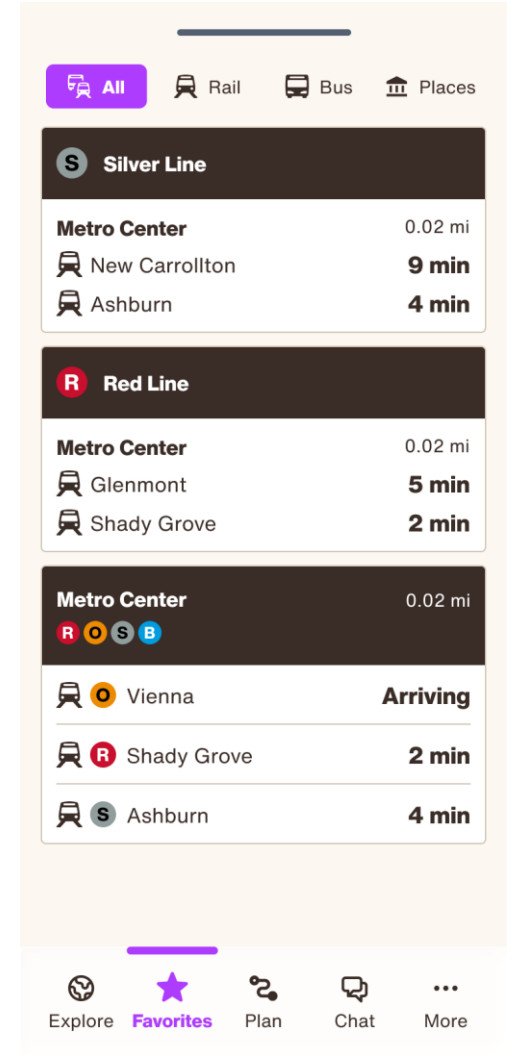 All Rail Bus Places
S Silver Line
Metro Center 0.02 mi
New Carrollton 9 min
Ashburn 4 min
R Red Line
Metro Center 0.02 mi
Glenmont 5 min
Shady Grove 2 min
Metro Center 0.02 mi
R O S B
O Vienna Arriving
R Shady Grove 2 min
S Ashburn 4 min
Explore Favorites Plan Chat More